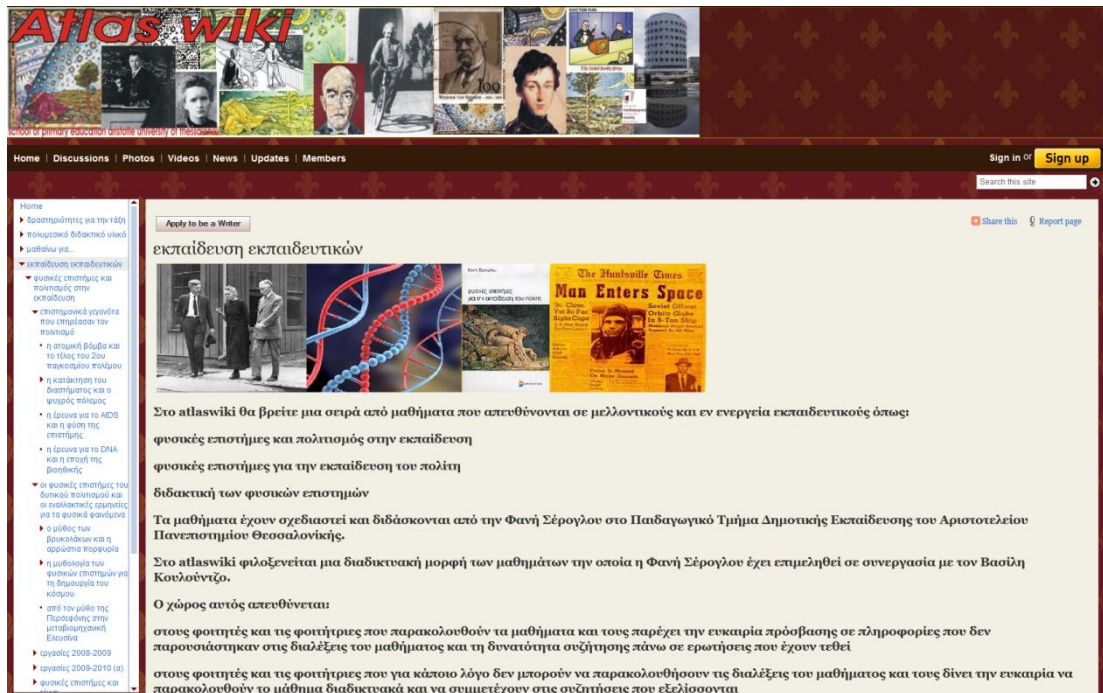 Atlas wiki
school of primary education aristotle university of thessaloniki
Home | Discussions | Photos | Videos | News | Updates | Members
Sign in or Sign up
Search this site
Home
δραστηριότητες για την τάξη
πολυμεσικό διδακτικό υλικό
μαθαίνω για...
εκπαίδευση εκπαιδευτικών
φυσικές επιστήμες και
πολιτισμός στην
εκπαίδευση
επιστημονικά γεγονότα
που επηρέασαν τον
πολιτισμό
η ατομική βόμβα και
το τέλος του 2ου
παγκοσμίου πολέμου
η κατάκτηση του
διαστήματος και ο
ψυχρός πόλεμος
η έρευνα για το AIDS
και η φύση της
επιστήμης
η έρευνα για το DNA
και η εποχή της
βιοηθικής
οι φυσικές επιστήμες του
δυτικού πολιτισμού και
οι εναλλακτικές ερμηνείες
για τα φυσικά φαινόμενα
ο μύθος των
βρυκολάκων και η
αρρώστια πορφυρία
η μυθολογία των
φυσικών επιστημών για
τη δημιουργία του
κόσμου
από τον μύθο της
Περσεφόνης στην
μεταβιομηχανική
Ελευσίνα
εργασίες 2008-2009
εργασίες 2009-2010 (α)
φυσικές επιστήμες και
Apply to be a Writer
Share this
Report page
εκπαίδευση εκπαιδευτικών
φυσικές επιστήμες
για την εκπαίδευση του πολίτη
The Huntsville Times
Man Enters Space
'So Close,
Yet So Far,'
Sighs Cape
Soviet Officer
Orbits Globe
In 5-Ton Ship
Στο atlaswiki θα βρείτε μια σειρά από μαθήματα που απευθύνονται σε μελλοντικούς και εν ενεργεία εκπαιδευτικούς όπως:
φυσικές επιστήμες και πολιτισμός στην εκπαίδευση
φυσικές επιστήμες για την εκπαίδευση του πολίτη
διδακτική των φυσικών επιστημών
Τα μαθήματα έχουν σχεδιαστεί και διδάσκονται από την Φανή Σέρογλου στο Παιδαγωγικό Τμήμα Δημοτικής Εκπαίδευσης του Αριστοτελείου
Πανεπιστημίου Θεσσαλονίκής.
Στο atlaswiki φιλοξενείται μια διαδικτυακή μορφή των μαθημάτων την οποία η Φανή Σέρογλου έχει επιμεληθεί σε συνεργασία με τον Βασίλη
Κουλούντζο.
Ο χώρος αυτός απευθύνεται:
στους φοιτητές και τις φοιτήτριες που παρακολουθούν τα μαθήματα και τους παρέχει την ευκαιρία πρόσβασης σε πληροφορίες που δεν
παρουσιάστηκαν στις διαλέξεις του μαθήματος και τη δυνατότητα συζήτησης πάνω σε ερωτήσεις που έχουν τεθεί
στους φοιτητές και τις φοιτήτριες που για κάποιο λόγο δεν μπορούν να παρακολουθήσουν τις διαλέξεις του μαθήματος και τους δίνει την ευκαιρία να
παρακολουθούν το μάθημα διαδικτυακά και να συμμετέχουν στις συζητήσεις που εξελίσσονται